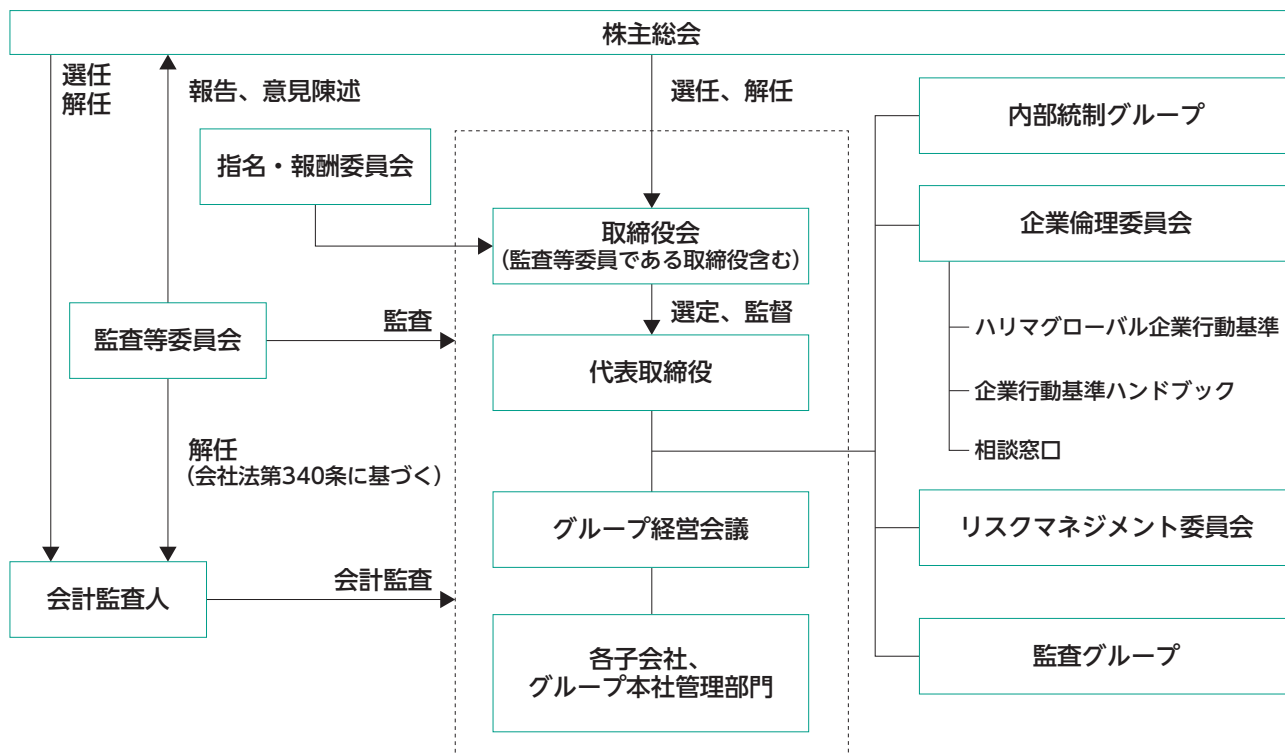 株主総会
選任
解任
報告、意見陳述
選任、解任
内部統制グループ
指名・報酬委員会
企業倫理委員会
取締役会
（監査等委員である取締役含む）
監査等委員会
監査
選定、監督
代表取締役
ハリマグローバル企業行動基準
企業行動基準ハンドブック
相談窓口
解任
（会社法第340条に基づく）
グループ経営会議
リスクマネジメント委員会
会計監査人
会計監査
各子会社、
グループ本社管理部門
監査グループ